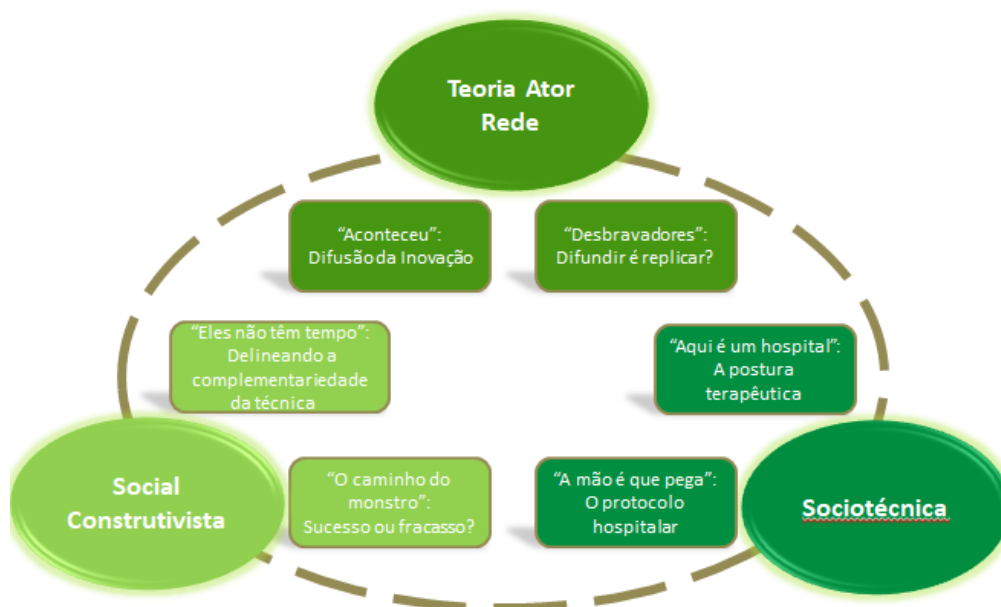 Teoria Ator
Rede
“Aconteceu”:
Difusão da Inovação
“Desbravadores”:
Difundir é replicar?
“Eles não têm tempo”:
Delineando a
complementariedade
da técnica
“Aqui é um hospital”:
A postura
terapêutica
Social
Construtivista
“O caminho do
monstro”:
Sucesso ou fracasso?
“A mão é que pega”:
O protocolo
hospitalar
Sociotécnica